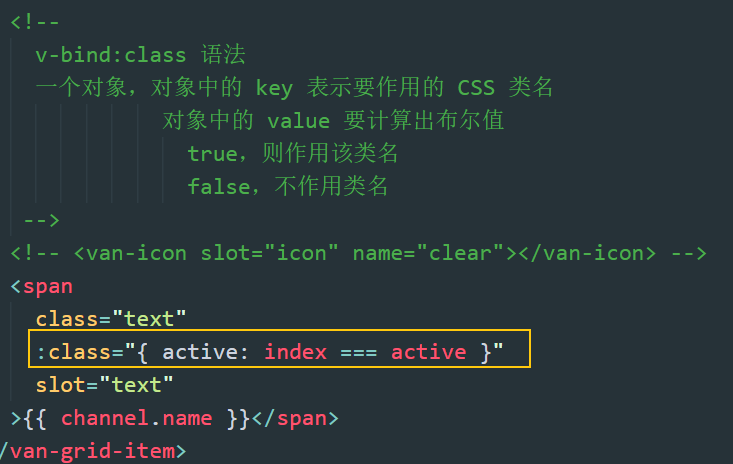 <!--
v-bind:class 语法
一个对象，对象中的 key 表示要作用的 CSS 类名
对象中的 value 要计算出布尔值
true，则作用该类名
false，不作用类名
-->
<!-- <van-icon slot="icon" name="clear"></van-icon> -->
<span
class="text"
:class="{ active: index === active }"
slot="text"
>{{ channel.name }}</span>
/van-grid-item>